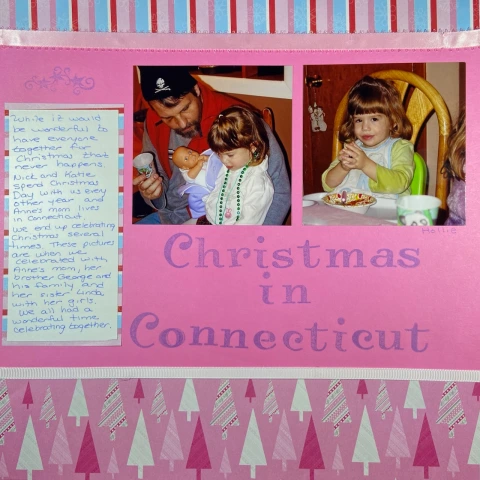 While it would
be wonderful to
have everyone
together for
Christmas that
never happens.
Nick and Katie
spend Christmas
Day with us every
other year and
Anne's mom lives
in Connecticut.
We end up celebrating
Christmas several
times. These pictures
are when we
celebrated with
Anne's mom, her
brother George and
his family and
her sister Linda
with her girls.
We all had a
wonderful time
celebrating together.
Hollie
Christmas
in
Connecticut